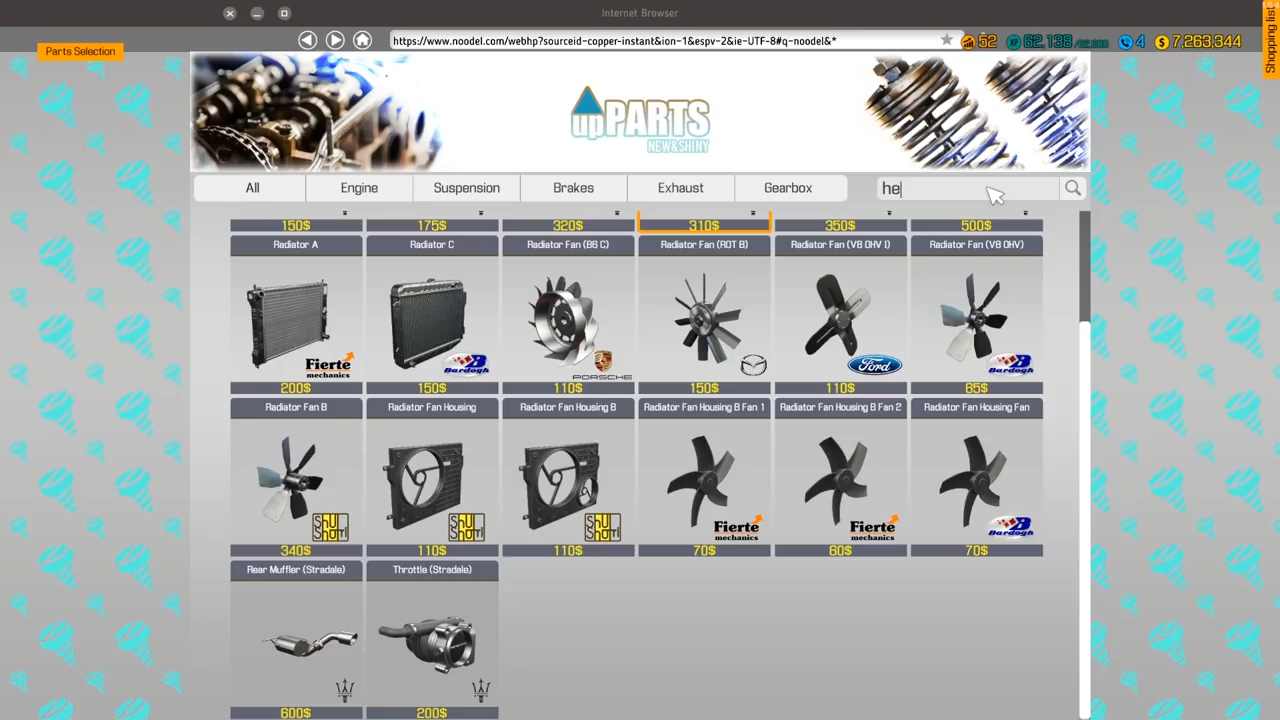 Internet Browser
Parts Selection
https://www.noodel.com/webhp?sourceid-copper-instant&ion-1&espv-2&ie-UTF-8#q-noodel&*
52
62,138
4
7,263,344
Shopping list
upPARTS
NEW&SHINY
All
Engine
Suspension
Brakes
Exhaust
Gearbox
he
150$
175$
320$
310$
350$
500$
Radiator A
Radiator C
Radiator Fan (B6 C)
Radiator Fan (ROT B)
Radiator Fan (V8 OHV I)
Radiator Fan (V8 OHV)
Fierte mechanics
Bardogh
PORSCHE
Ford
Bardogh
200$
150$
110$
150$
110$
65$
Radiator Fan B
Radiator Fan Housing
Radiator Fan Housing B
Radiator Fan Housing B Fan 1
Radiator Fan Housing B Fan 2
Radiator Fan Housing Fan
Fierte mechanics
Fierte mechanics
Bardogh
340$
110$
110$
70$
60$
70$
Rear Muffler (Stradale)
Throttle (Stradale)
600$
200$